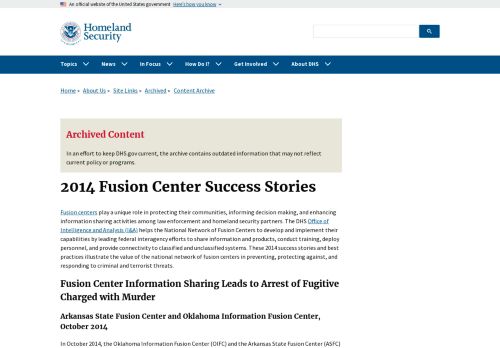 An official website of the United States government Here's how you know
Homeland
Security
Topics News In Focus How Do I? Get Involved About DHS
Home » About Us » Site Links » Archived » Content Archive
Archived Content
In an effort to keep DHS.gov current, the archive contains outdated information that may not reflect
current policy or programs.
2014 Fusion Center Success Stories
Fusion centers play a unique role in protecting their communities, informing decision making, and enhancing
information sharing activities among law enforcement and homeland security partners. The DHS Office of
Intelligence and Analysis (I&A) helps the National Network of Fusion Centers to develop and implement their
capabilities by leading federal interagency efforts to share information and products, conduct training, deploy
personnel, and provide connectivity to classified and unclassified systems. These 2014 success stories and best
practices illustrate the value of the national network of fusion centers in preventing, protecting against, and
responding to criminal and terrorist threats.
Fusion Center Information Sharing Leads to Arrest of Fugitive
Charged with Murder
Arkansas State Fusion Center and Oklahoma Information Fusion Center,
October 2014
In October 2014, the Oklahoma Information Fusion Center (OIFC) and the Arkansas State Fusion Center (ASFC)